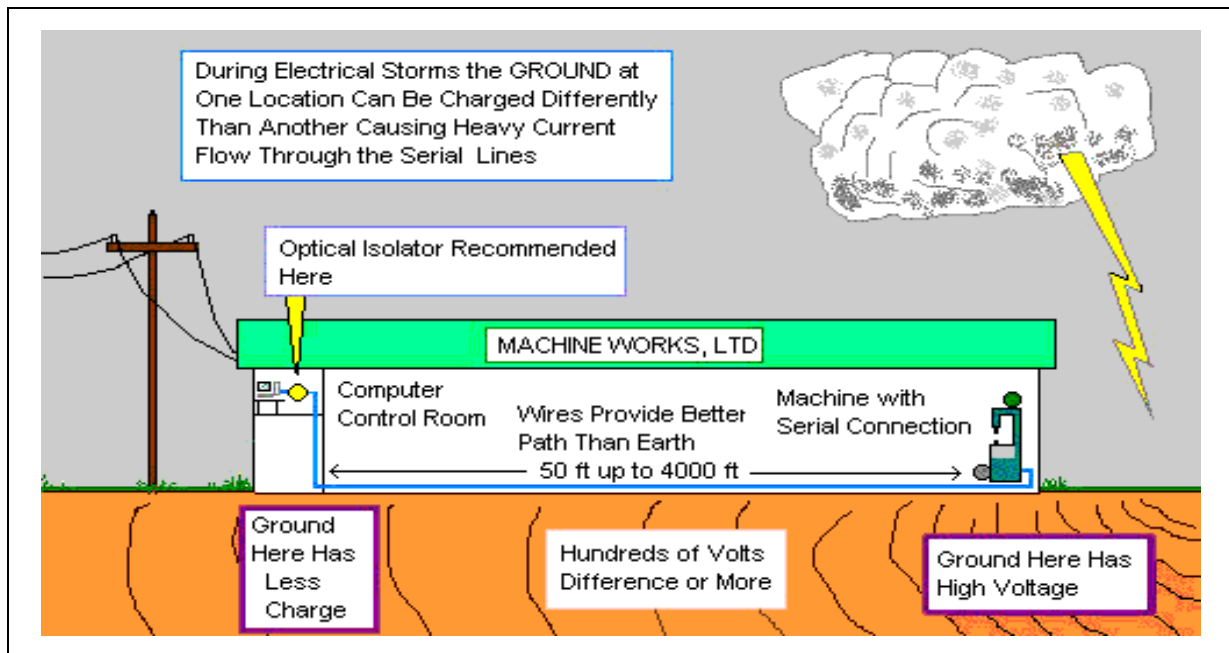 During Electrical Storms the GROUND at
One Location Can Be Charged Differently
Than Another Causing Heavy Current
Flow Through the Serial Lines
Optical Isolator Recommended
Here
MACHINE WORKS, LTD
Computer
Control Room
Wires Provide Better
Path Than Earth
50 ft up to 4000 ft
Machine with
Serial Connection
Ground
Here Has
Less
Charge
Hundreds of Volts
Difference or More
Ground Here Has
High Voltage